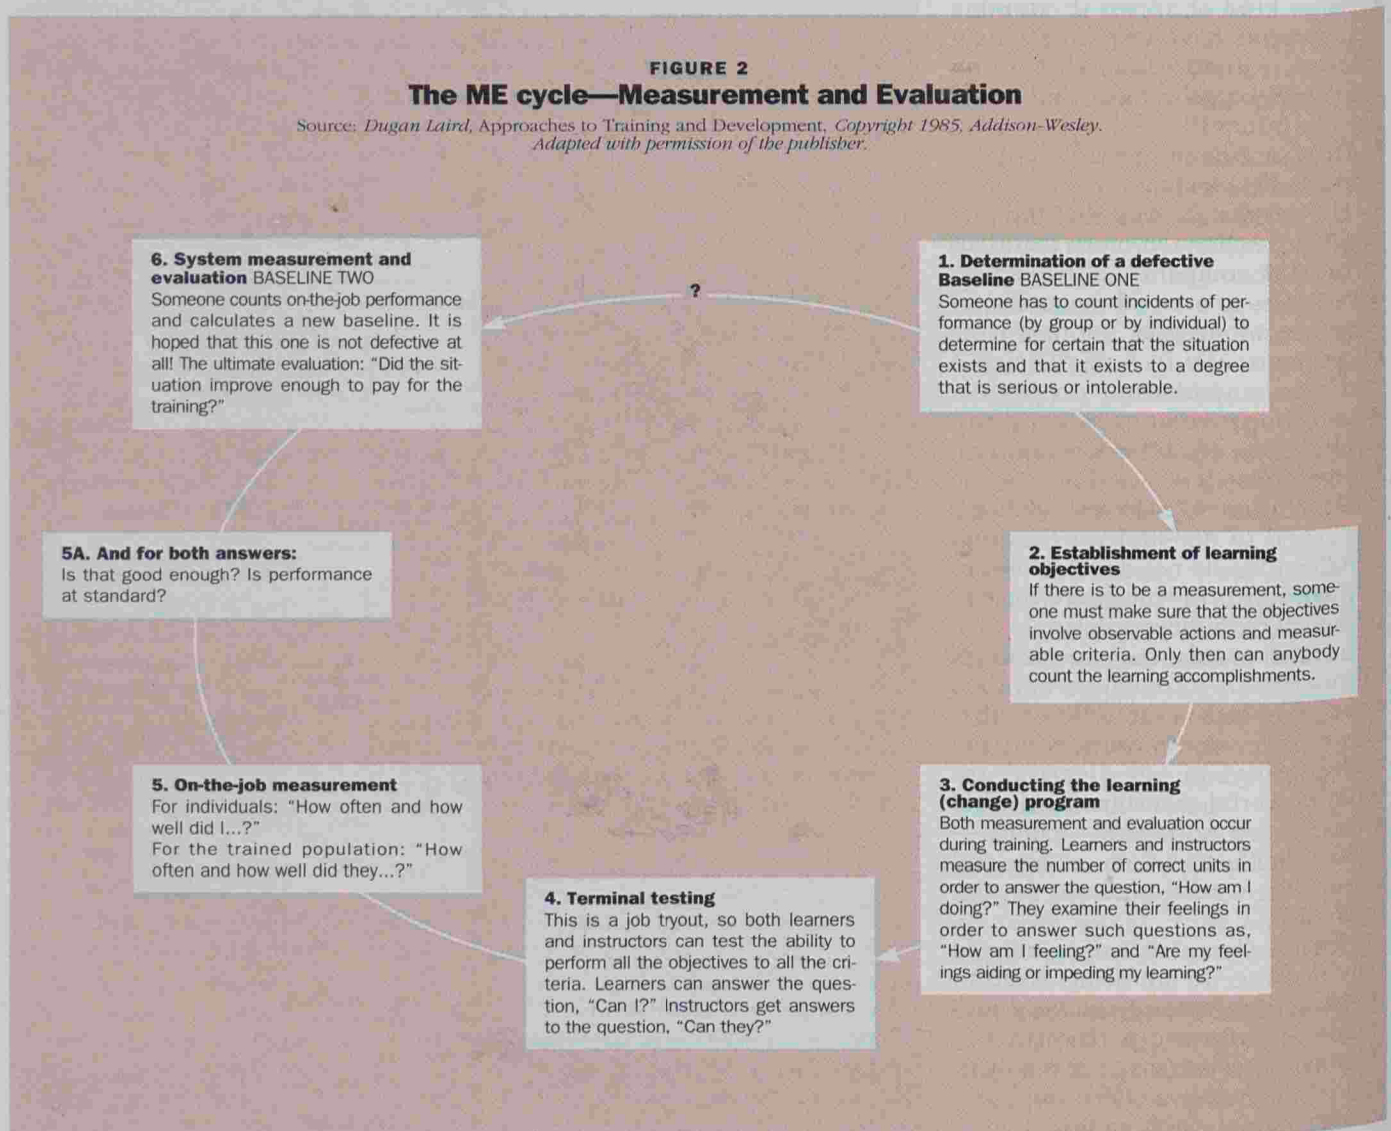 FIGURE 2
The ME cycle—Measurement and Evaluation
Source: Dugan Laird, Approaches to Training and Development, Copyright 1985, Addison-Wesley.
Adapted with permission of the publisher.
?
1. Determination of a defective
Baseline BASELINE ONE
Someone has to count incidents of per-
formance (by group or by individual) to
determine for certain that the situation
exists and that it exists to a degree
that is serious or intolerable.
2. Establishment of learning
objectives
If there is to be a measurement, some-
one must make sure that the objectives
involve observable actions and measur-
able criteria. Only then can anybody
count the learning accomplishments.
3. Conducting the learning
(change) program
Both measurement and evaluation occur
during training. Learners and instructors
measure the number of correct units in
order to answer the question, “How am I
doing?” They examine their feelings in
order to answer such questions as,
“How am I feeling?” and “Are my feel-
ings aiding or impeding my learning?”
4. Terminal testing
This is a job tryout, so both learners
and instructors can test the ability to
perform all the objectives to all the cri-
teria. Learners can answer the ques-
tion, “Can I?” Instructors get answers
to the question, “Can they?”
5. On-the-job measurement
For individuals: “How often and how
well did I...?”
For the trained population: “How
often and how well did they...?”
5A. And for both answers:
Is that good enough? Is performance
at standard?
6. System measurement and
evaluation BASELINE TWO
Someone counts on-the-job performance
and calculates a new baseline. It is
hoped that this one is not defective at
all! The ultimate evaluation: “Did the sit-
uation improve enough to pay for the
training?”